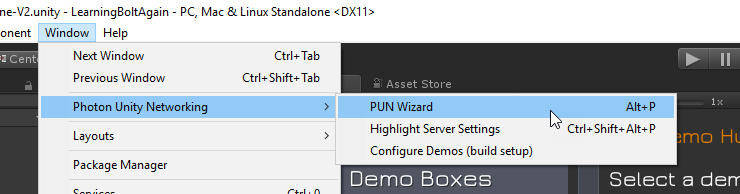 ne-V2.unity - LearningBoltAgain - PC, Mac & Linux Standalone <DX11>
onent Window Help
Cente
Next Window Ctrl+Tab
Previous Window Ctrl+Shift+Tab
Asset Store
Photon Unity Networking
PUN Wizard Alt+P
1x
Highlight Server Settings Ctrl+Shift+Alt+P
Configure Demos (build setup)
Layouts
Package Manager
Services Ctrl+0
emo Hu
Demo Boxes
Select a dem